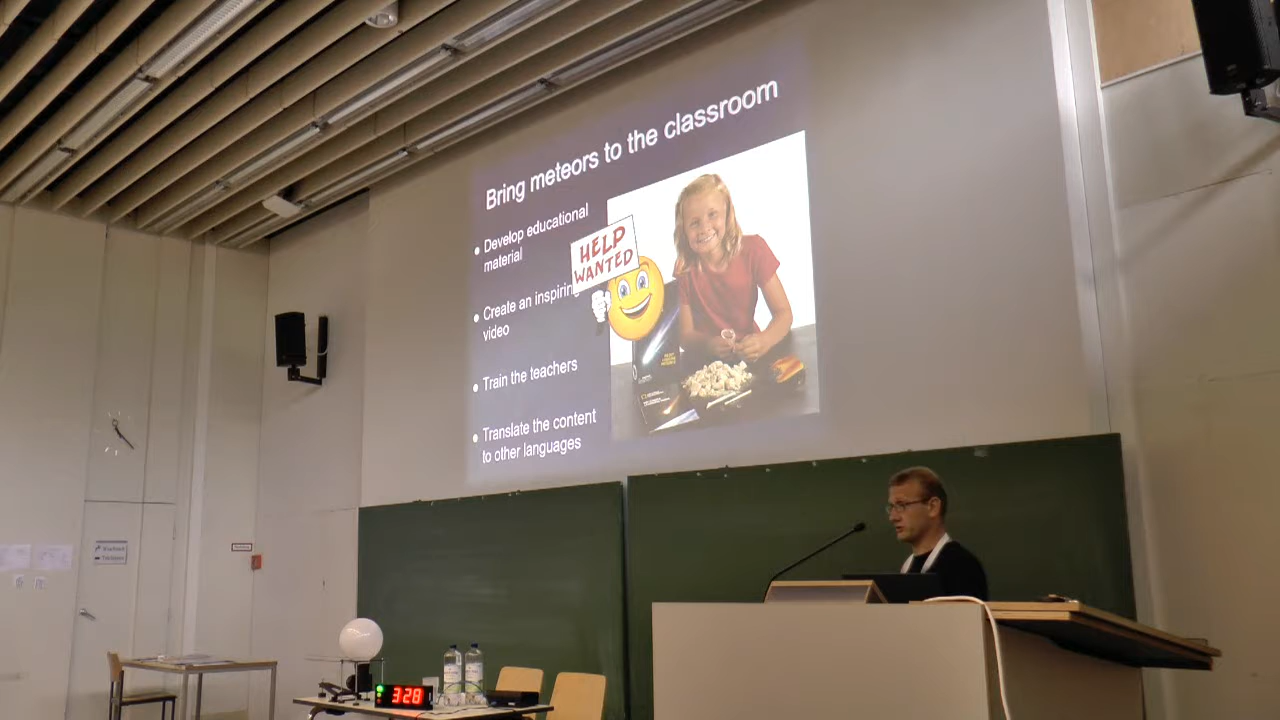 Bring meteors to the classroom
• Develop educational
material
HELP
WANTED
• Create an inspiring
video
• Train the teachers
• Translate the content
to other languages
3:28